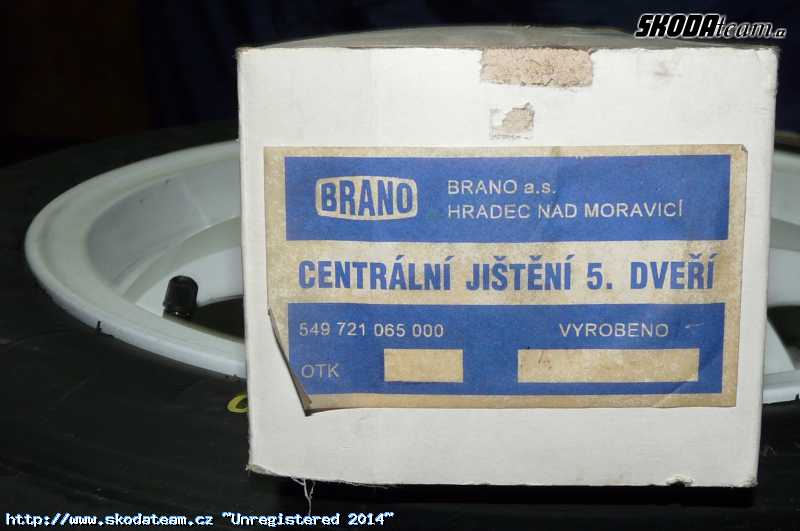 SKODAteam.cz
BRANO
BRANO a.s.
HRADEC NAD MORAVICÍ
CENTRÁLNÍ JIŠTĚNÍ 5. DVEŘÍ
549 721 065 000 VYROBENO
OTK
http://www.skodateam.cz "Unregistered 2014"